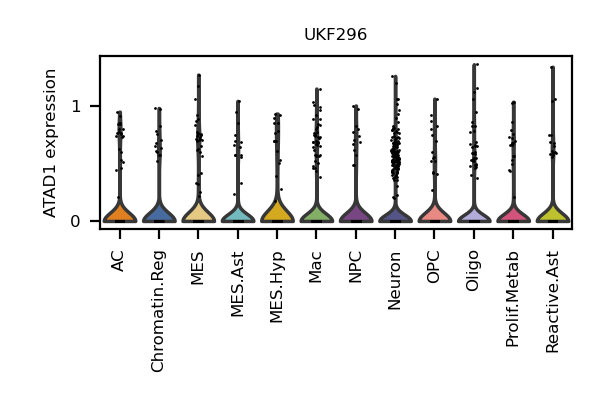 UKF296
ATAD1 expression
1
0
AC
Chromatin.Reg
MES
MES.Ast
MES.Hyp
Mac
NPC
Neuron
OPC
Oligo
Prolif.Metab
Reactive.Ast